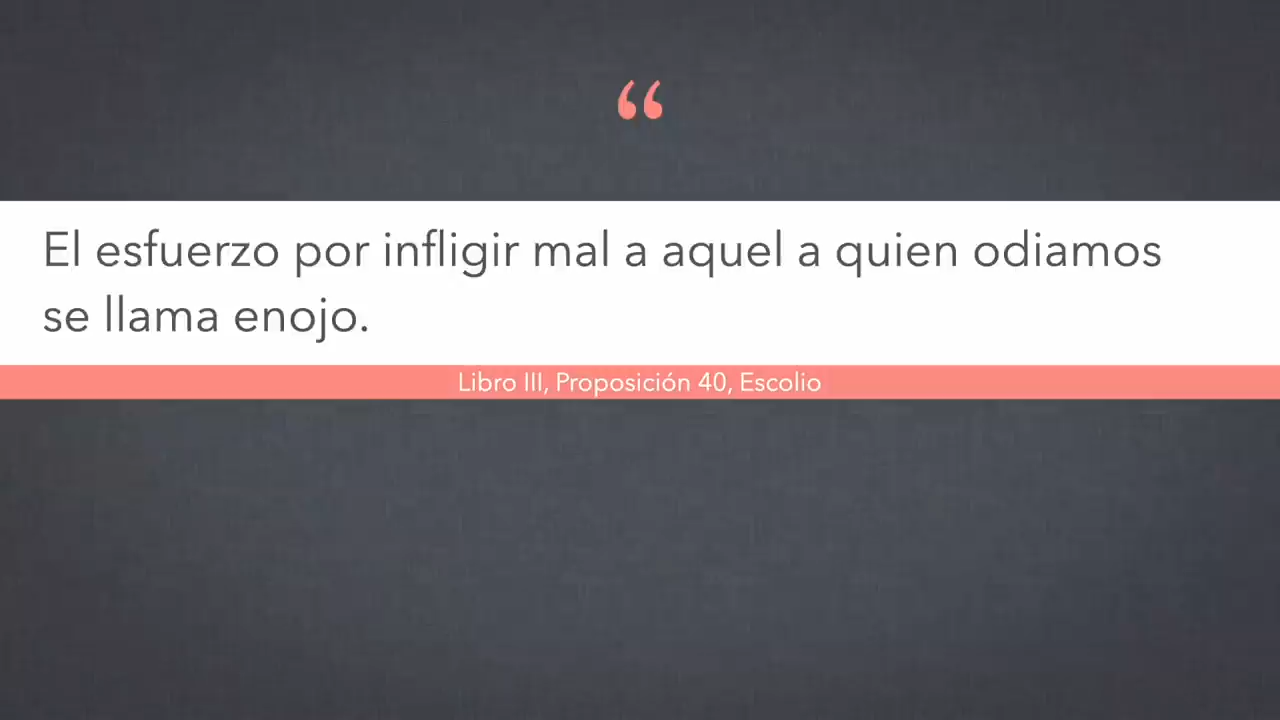 “
El esfuerzo por infligir mal a aquel a quien odiamos
se llama enojo.
Libro III, Proposición 40, Escolio